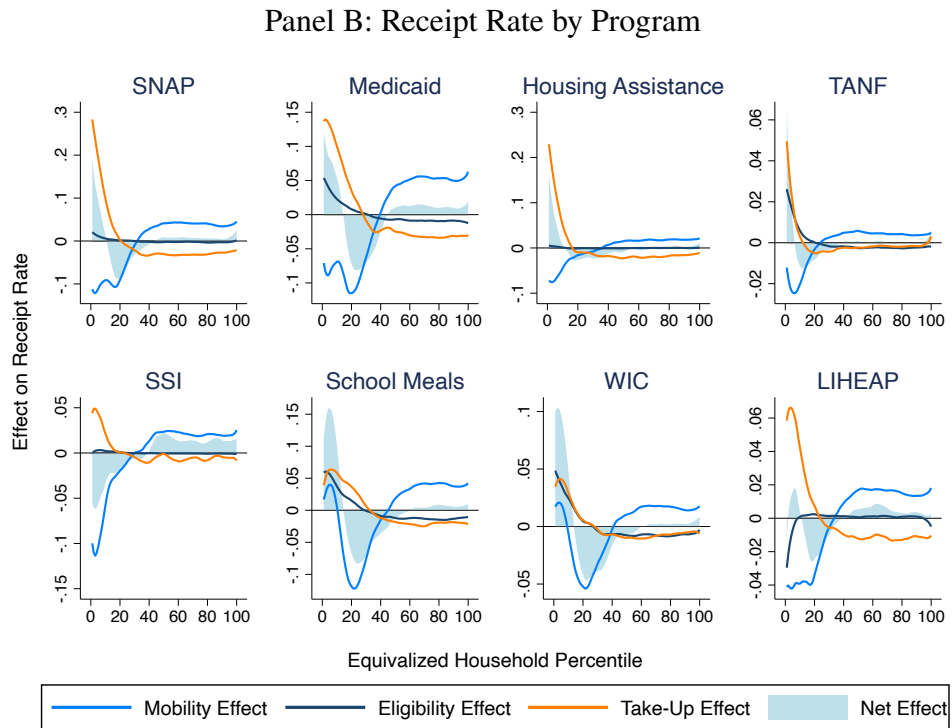 Panel B: Receipt Rate by Program
SNAP Medicaid Housing Assistance TANF
.3 .2 .1 0 -.1
0 20 40 60 80 100
.15 .1 .05 0 -.05 -.1
0 20 40 60 80 100
.3 .2 .1 0 -.1
0 20 40 60 80 100
.06 .04 .02 0 -.02
0 20 40 60 80 100
Effect on Receipt Rate
SSI School Meals WIC LIHEAP
.05 0 -.05 -.1 -.15
0 20 40 60 80 100
.15 .1 .05 0 -.05 -.1
0 20 40 60 80 100
.1 .05 0 -.05
0 20 40 60 80 100
.06 .04 .02 0 -.02 -.04
0 20 40 60 80 100
Equivalized Household Percentile
Mobility Effect Eligibility Effect Take-Up Effect Net Effect